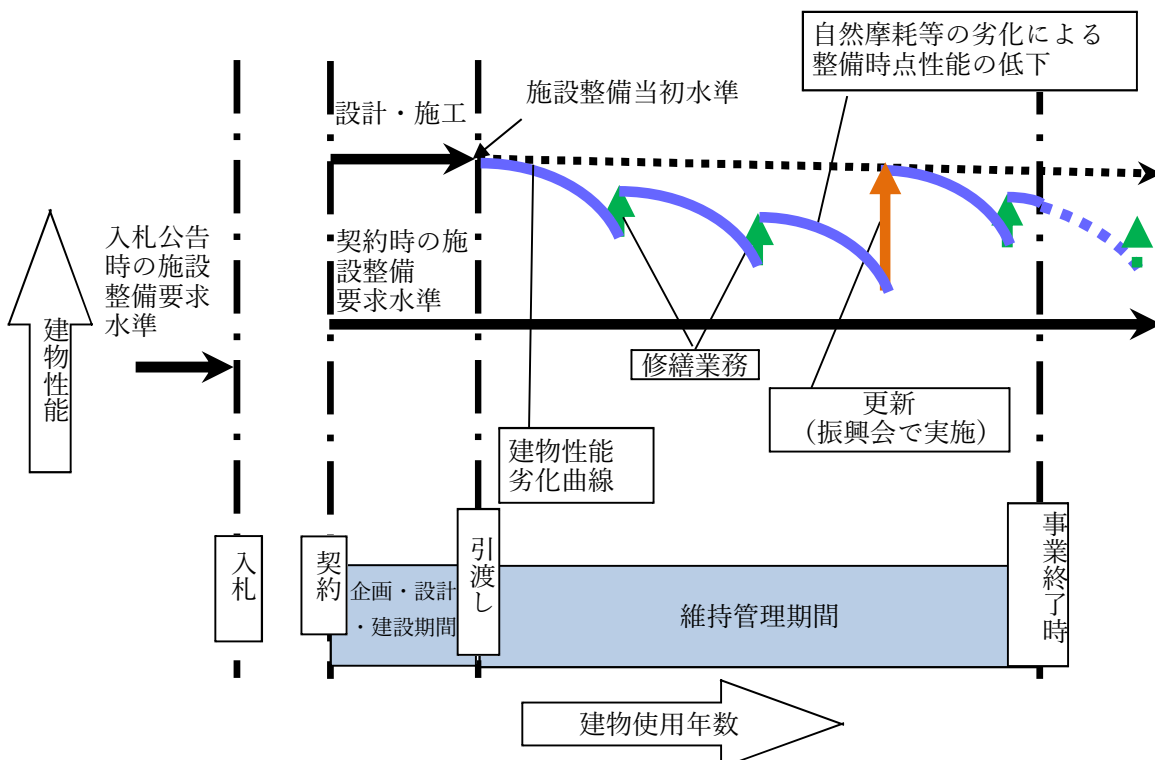 自然摩耗等の劣化による
整備時点性能の低下
施設整備当初水準
設計・施工
入札公告
時の施設
整備要求
水準
契約時の施
設整備
要求水準
建物性能
修繕業務
更新
（振興会で実施）
建物性能
劣化曲線
入札
契約
引渡し
事業終了時
企画・設計
・建設期間
維持管理期間
建物使用年数